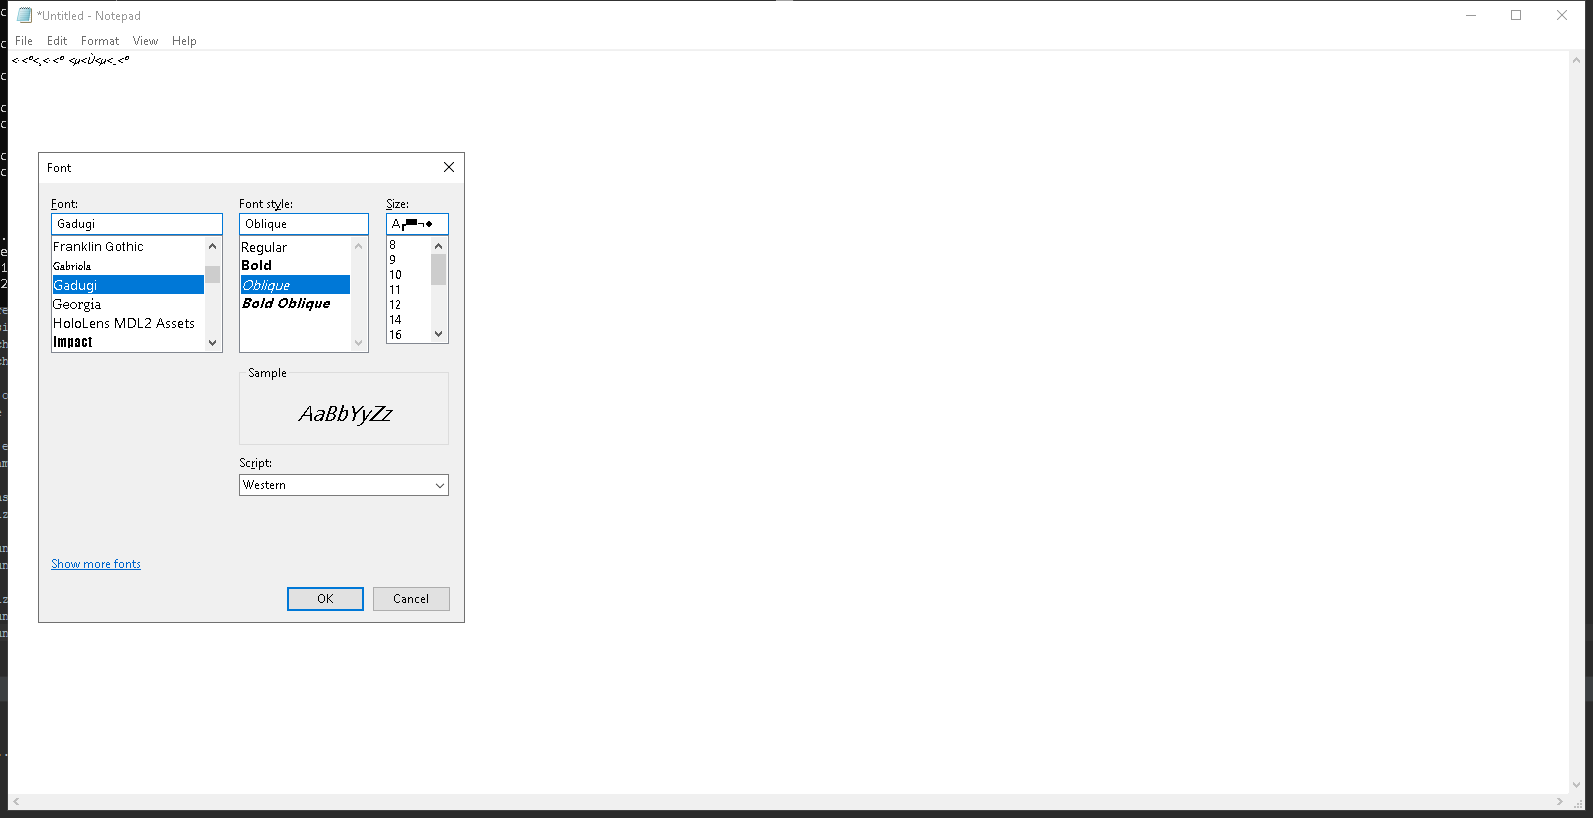 *Untitled - Notepad
File Edit Format View Help
Font
Font: Font style: Size:
Gadugi Oblique
Franklin Gothic
Gabriola
Gadugi
Georgia
HoloLens MDL2 Assets
Impact
Regular
Bold
Oblique
Bold Oblique
8
9
10
11
12
14
16
Sample
AaBbYyZz
Script:
Western
Show more fonts
OK Cancel